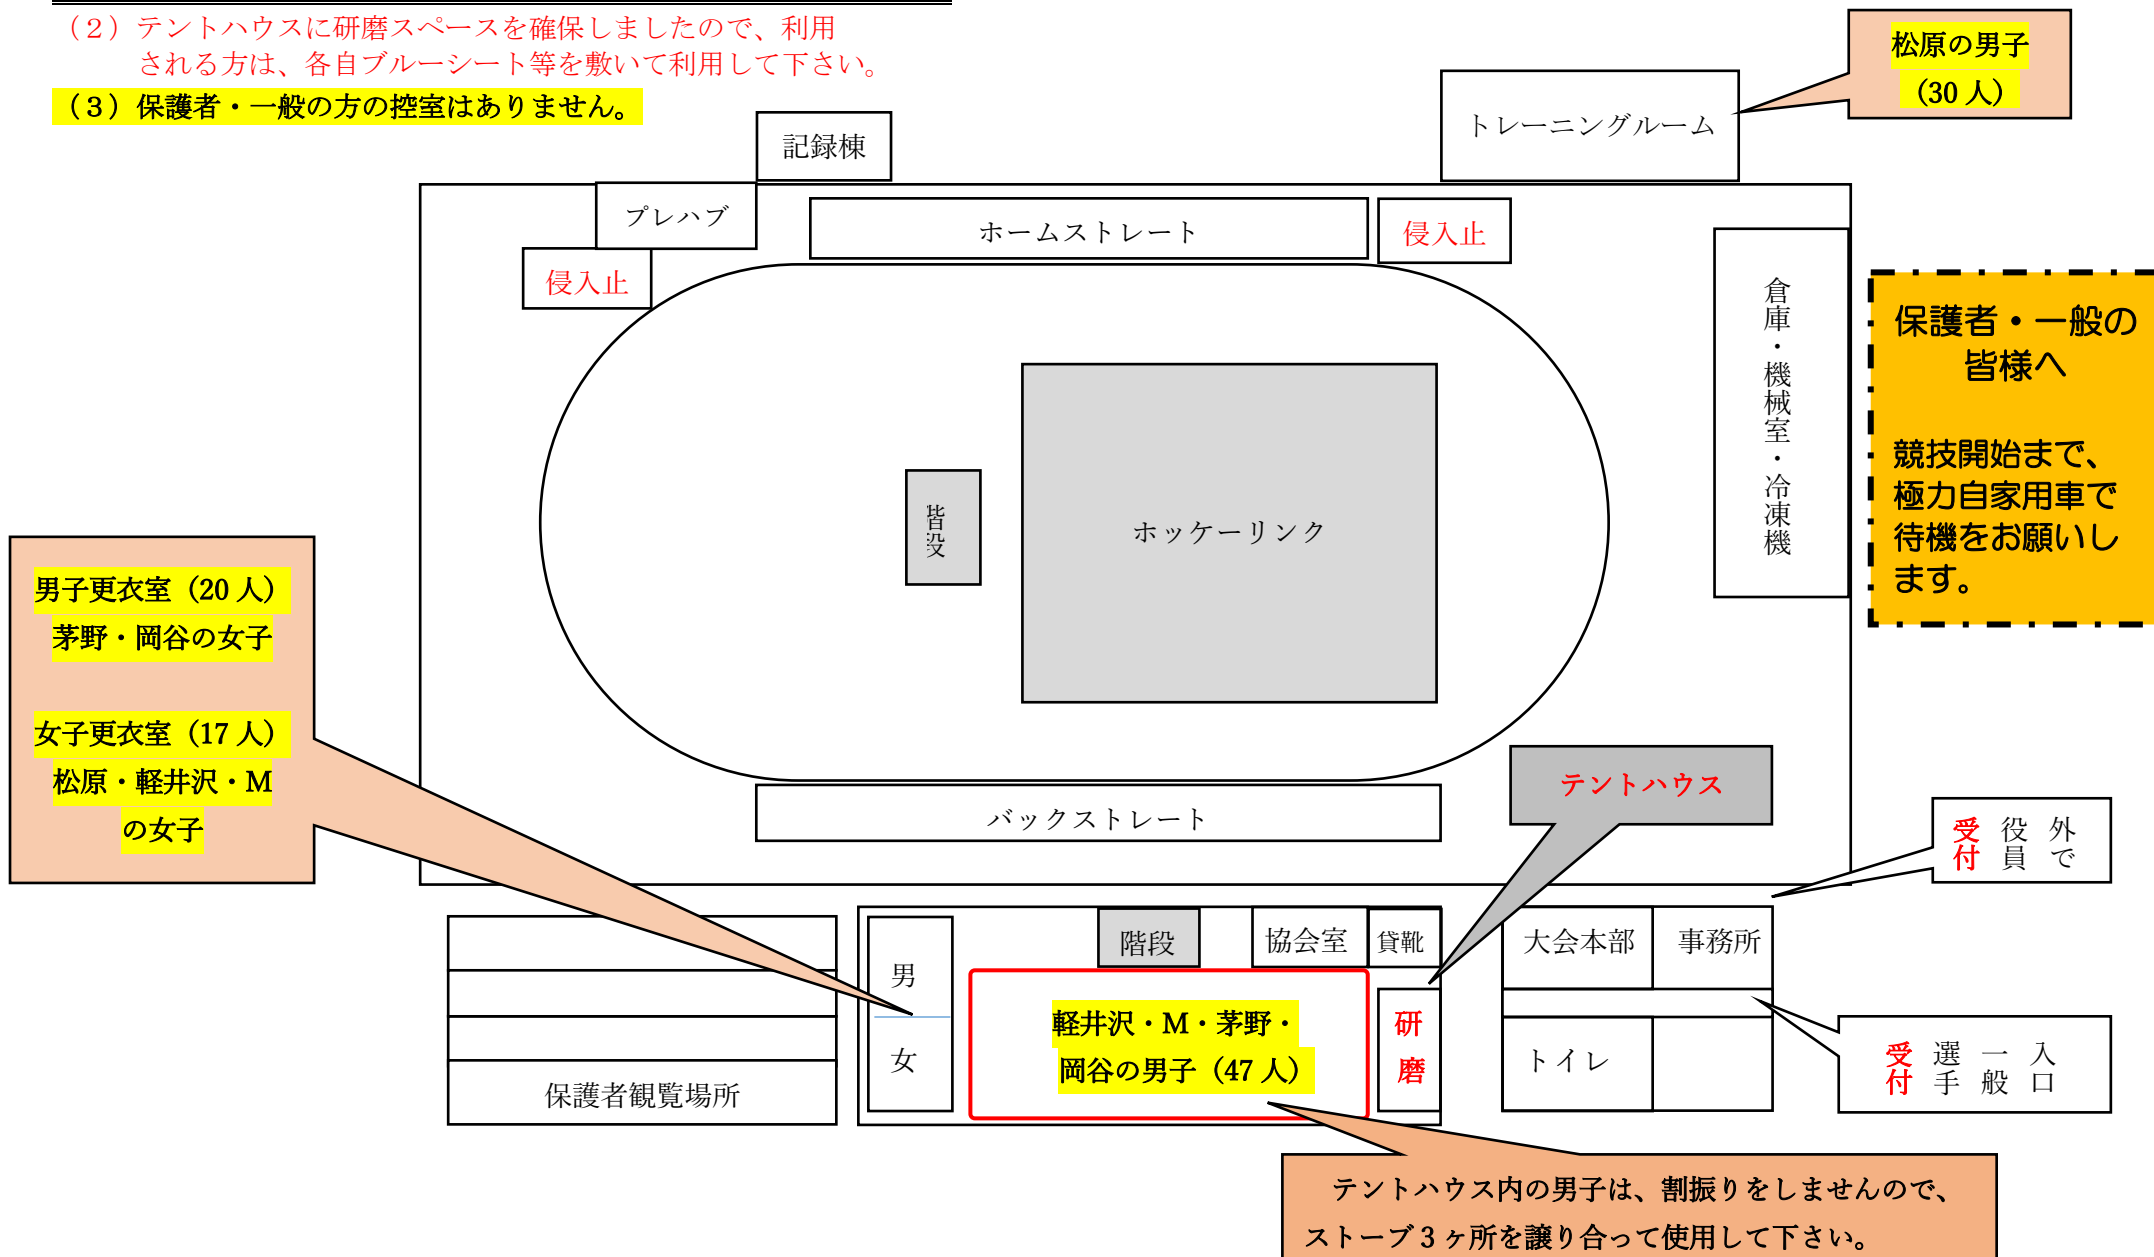 （２）テントハウスに研磨スペースを確保しましたので、利用
される方は、各自ブルーシート等を敷いて利用して下さい。
（３）保護者・一般の方の控室はありません。
松原の男子
（30 人）
トレーニングルーム
記録棟
プレハブ
ホームストレート
侵入止
侵入止
倉庫・機械室・冷凍機
保護者・一般の
皆様へ
競技開始まで、
極力自家用車で
待機をお願いし
ます。
階段
ホッケーリンク
男子更衣室（20 人）
茅野・岡谷の女子
女子更衣室（17 人）
松原・軽井沢・M
の女子
テントハウス
バックストレート
外で
役員
受付
階段
協会室
貸靴
大会本部
事務所
男
女
軽井沢・M・茅野・
岡谷の男子（47 人）
研
磨
トイレ
入口
一般
選手
受付
保護者観覧場所
テントハウス内の男子は、割振りをしませんので、
ストーブ３ヶ所を譲り合って使用して下さい。